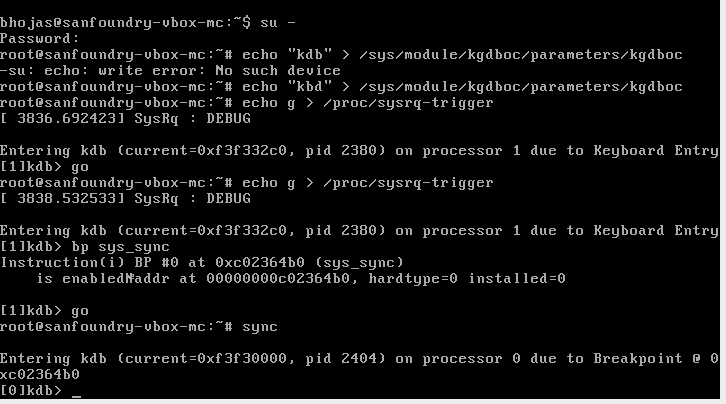 bhojas@sanfoundry-vbox-mc:~$ su -
Password:
root@sanfoundry-vbox-mc:~# echo "kdb" > /sys/module/kgdboc/parameters/kgdboc
-su: echo: write error: No such device
root@sanfoundry-vbox-mc:~# echo "kbd" > /sys/module/kgdboc/parameters/kgdboc
root@sanfoundry-vbox-mc:~# echo g > /proc/sysrq-trigger
[ 3836.692423] SysRq : DEBUG
Entering kdb (current=0xf3f332c0, pid 2380) on processor 1 due to Keyboard Entry
[1]kdb> go
root@sanfoundry-vbox-mc:~# echo g > /proc/sysrq-trigger
[ 3838.532533] SysRq : DEBUG
Entering kdb (current=0xf3f332c0, pid 2380) on processor 1 due to Keyboard Entry
[1]kdb> bp sys_sync
Instruction(i) BP #0 at 0xc02364b0 (sys_sync)
is enabled addr at 00000000c02364b0, hardtype=0 installed=0
[1]kdb> go
root@sanfoundry-vbox-mc:~# sync
Entering kdb (current=0xf3f30000, pid 2404) on processor 0 due to Breakpoint @ 0
xc02364b0
[0]kdb> _